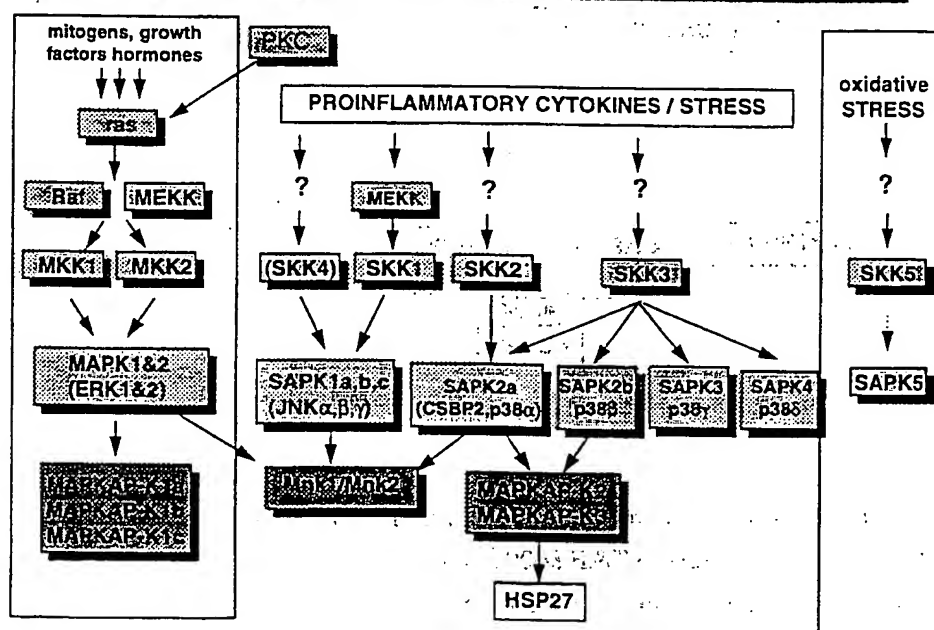 mitogens, growth
factors hormones
PKC
ras
Raf
MEKK
MKK1
MKK2
MAPK1&2
(ERK1&2)
MAPKAP-K1a
MAPKAP-K1b
MAPKAP-K1c
PROINFLAMMATORY CYTOKINES / STRESS
?
MEKK
?
?
(SKK4)
SKK1
SKK2
SKK3
SAPK1a,b,c
(JNKα,β,γ)
SAPK2a
(CSBP2,p38α)
SAPK2b
p38β
SAPK3
p38γ
SAPK4
p38δ
Mnk1/Mnk2
MAPKAP-K2
MAPKAP-K3
HSP27
oxidative
STRESS
?
SKK5
SAPK5